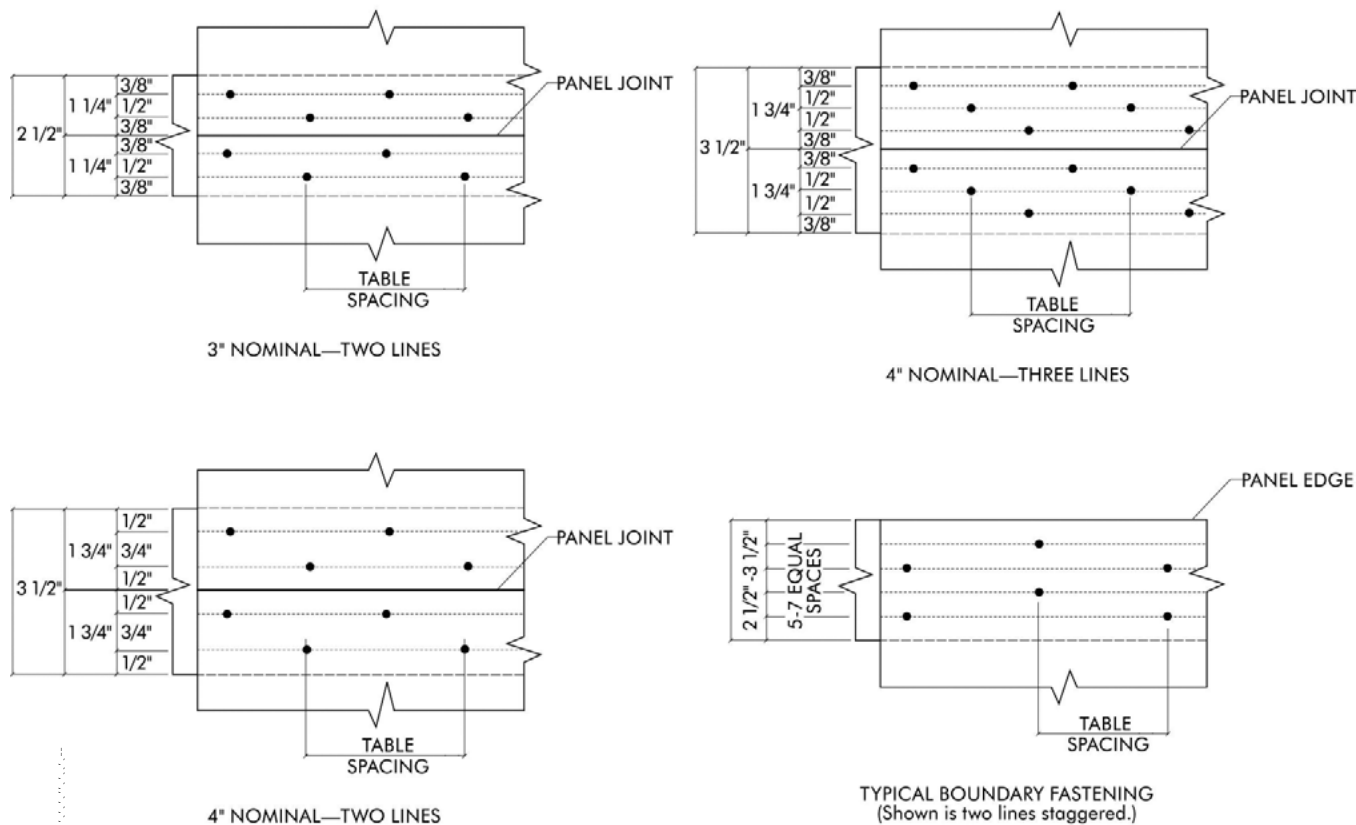 3/8"
1 1/4"
1/2"
3/8"
2 1/2"
3/8"
1 1/4"
1/2"
3/8"
PANEL JOINT
TABLE
SPACING
3" NOMINAL—TWO LINES
3/8"
1/2"
1 3/4"
1/2"
3/8"
3 1/2"
3/8"
1/2"
1 3/4"
1/2"
3/8"
PANEL JOINT
TABLE
SPACING
4" NOMINAL—THREE LINES
1/2"
1 3/4"
3/4"
1/2"
3 1/2"
1/2"
1 3/4"
3/4"
1/2"
PANEL JOINT
TABLE
SPACING
4" NOMINAL—TWO LINES
PANEL EDGE
2 1/2" -3 1/2"
5-7 EQUAL
SPACES
TABLE
SPACING
TYPICAL BOUNDARY FASTENING
(Shown is two lines staggered.)